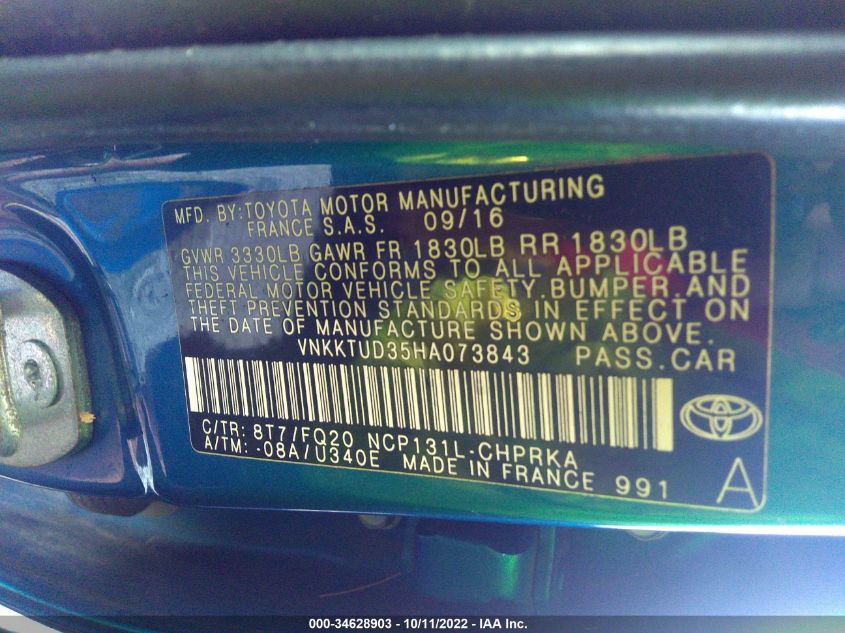 MFD. BY:TOYOTA MOTOR MANUFACTURING
FRANCE S.A.S. 09/16
GVWR 3330LB GAWR FR 1830LB RR 1830LB
THIS VEHICLE CONFORMS TO ALL APPLICABLE
FEDERAL MOTOR VEHICLE SAFETY, BUMPER, AND
THEFT PREVENTION STANDARDS IN EFFECT ON
THE DATE OF MANUFACTURE SHOWN ABOVE.
VNKKTUD35HA073843 PASS.CAR
C/TR: 8T7/FQ20 NCP131L-CHPRKA
A/TM: -08A/U340E MADE IN FRANCE 991 A
000-34628903 - 10/11/2022 - IAA Inc.